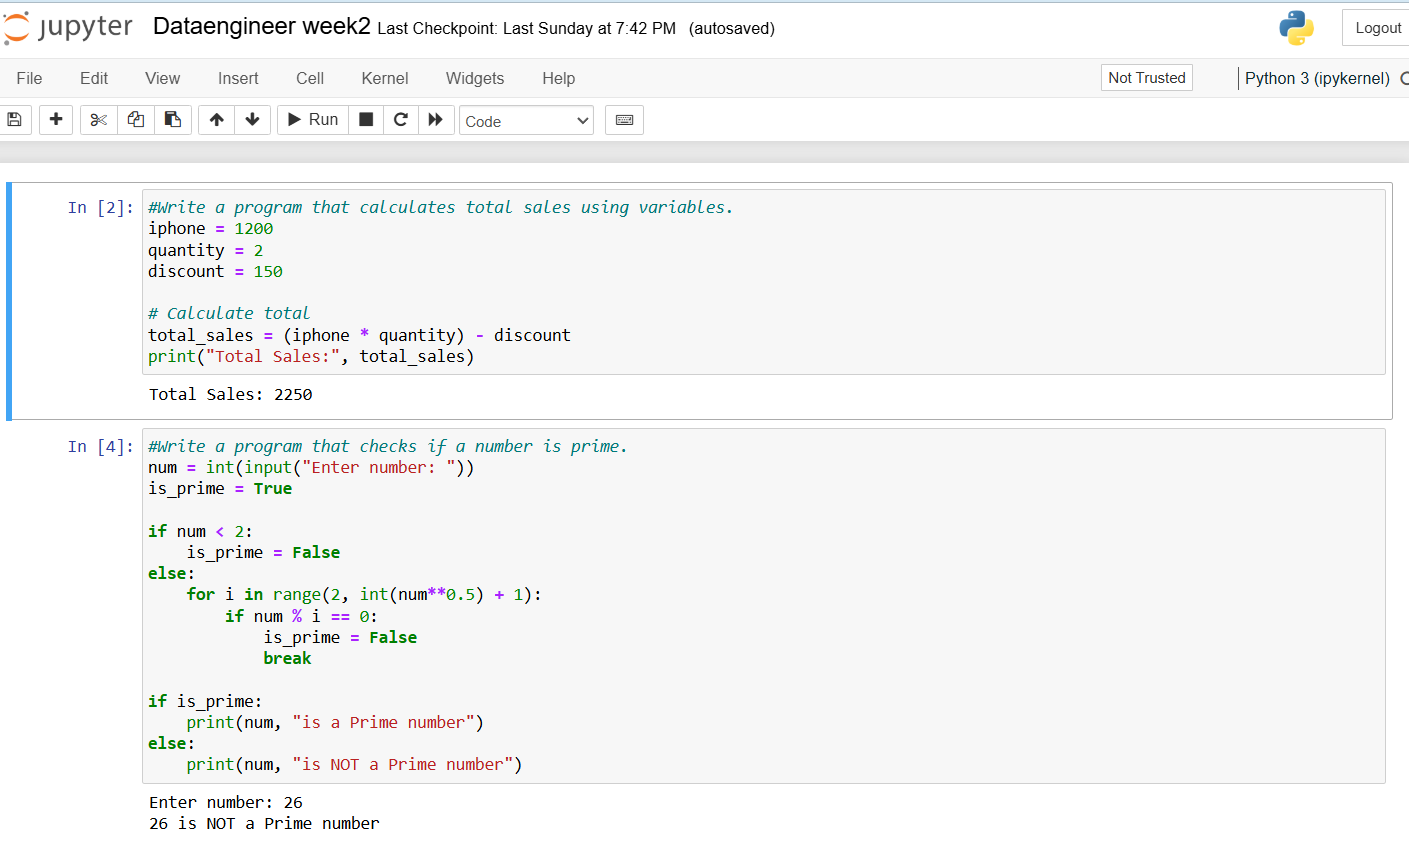 jupyter Dataengineer week2 Last Checkpoint: Last Sunday at 7:42 PM (autosaved) Logout
File Edit View Insert Cell Kernel Widgets Help Not Trusted Python 3 (ipykernel)
Run Code
In [2]: #Write a program that calculates total sales using variables.
iphone = 1200
quantity = 2
discount = 150
# Calculate total
total_sales = (iphone * quantity) - discount
print("Total Sales:", total_sales)
Total Sales: 2250
In [4]: #Write a program that checks if a number is prime.
num = int(input("Enter number: "))
is_prime = True
if num < 2:
    is_prime = False
else:
    for i in range(2, int(num**0.5) + 1):
        if num % i == 0:
            is_prime = False
            break
if is_prime:
    print(num, "is a Prime number")
else:
    print(num, "is NOT a Prime number")
Enter number: 26
26 is NOT a Prime number